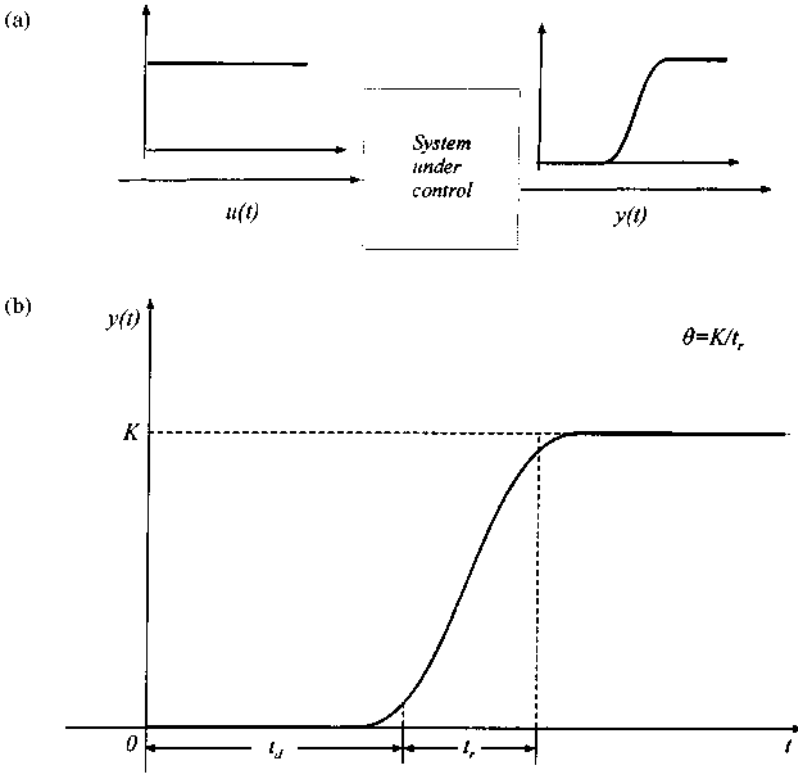 (a)
System
under
control
u(t)
y(t)
(b)
y(t)
θ=K/t_r
K
0
t_d
t_r
t